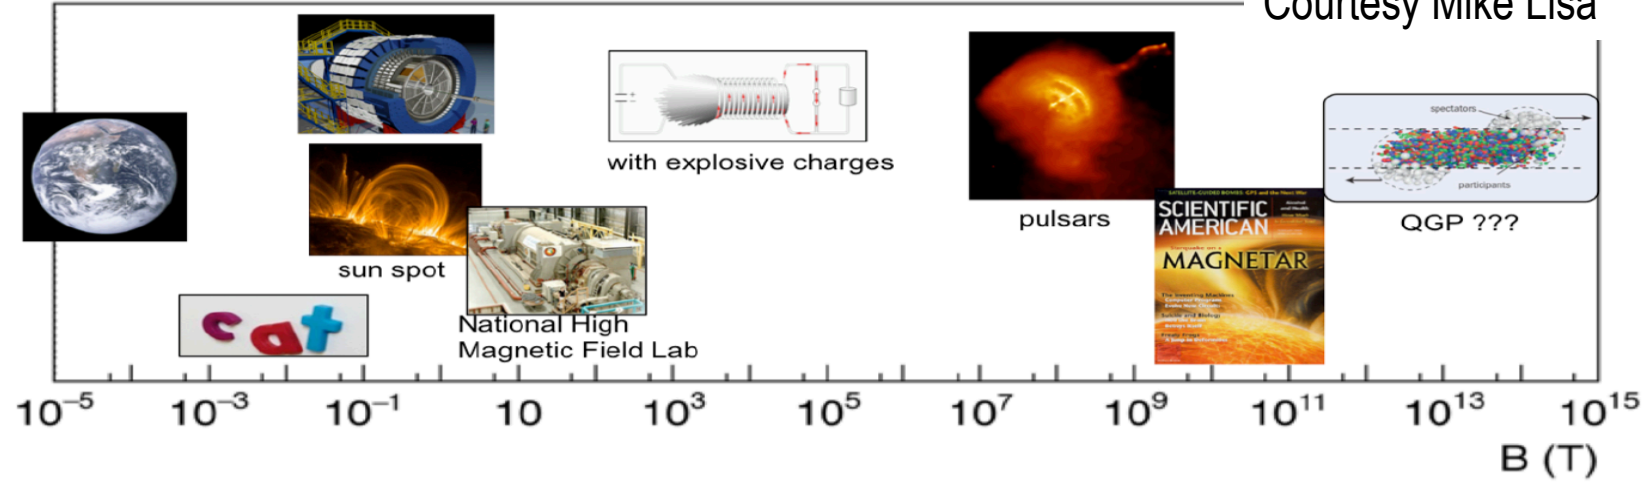 Courtesy Mike Lisa
spectators
participants
with explosive charges
pulsars
QGP ???
sun spot
cat
National High
Magnetic Field Lab
SCIENTIFIC
AMERICAN
MAGNETAR
10⁻⁵ 10⁻³ 10⁻¹ 10 10³ 10⁵ 10⁷ 10⁹ 10¹¹ 10¹³ 10¹⁵
B (T)